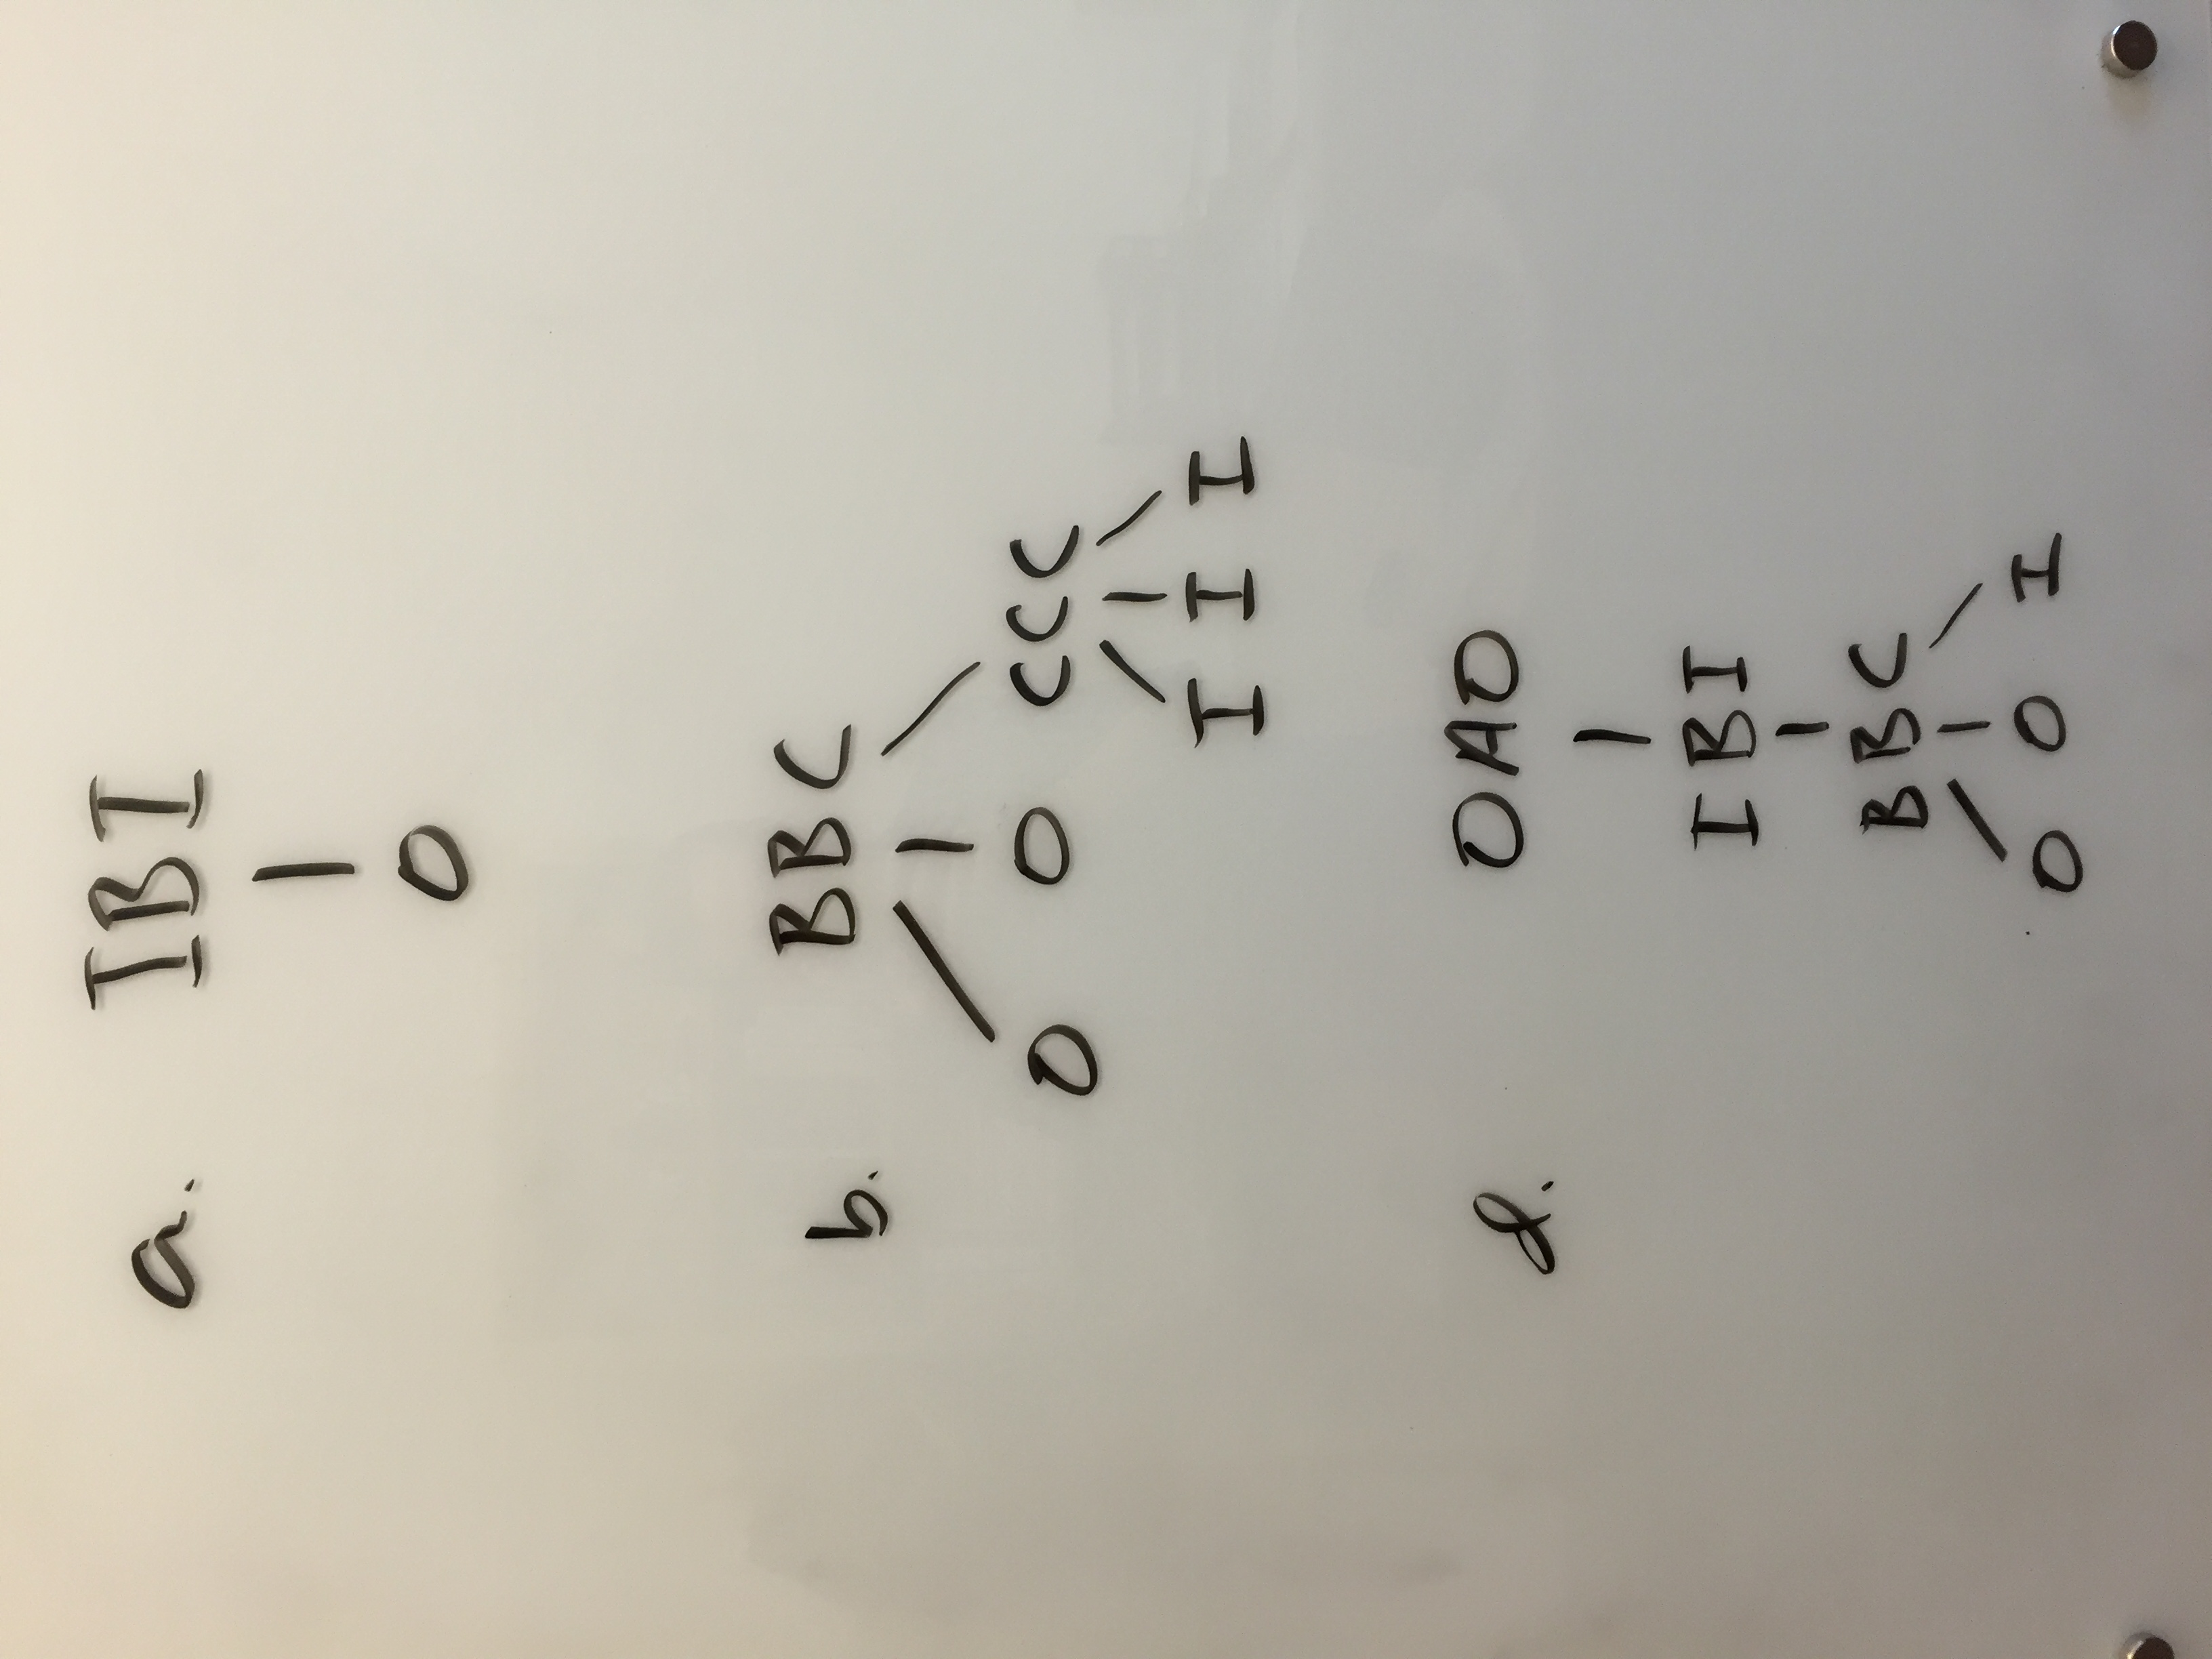 a. IBI
O
b. BBC
O O CCC
I I I
d. OAO
IBI
BBC
O O I